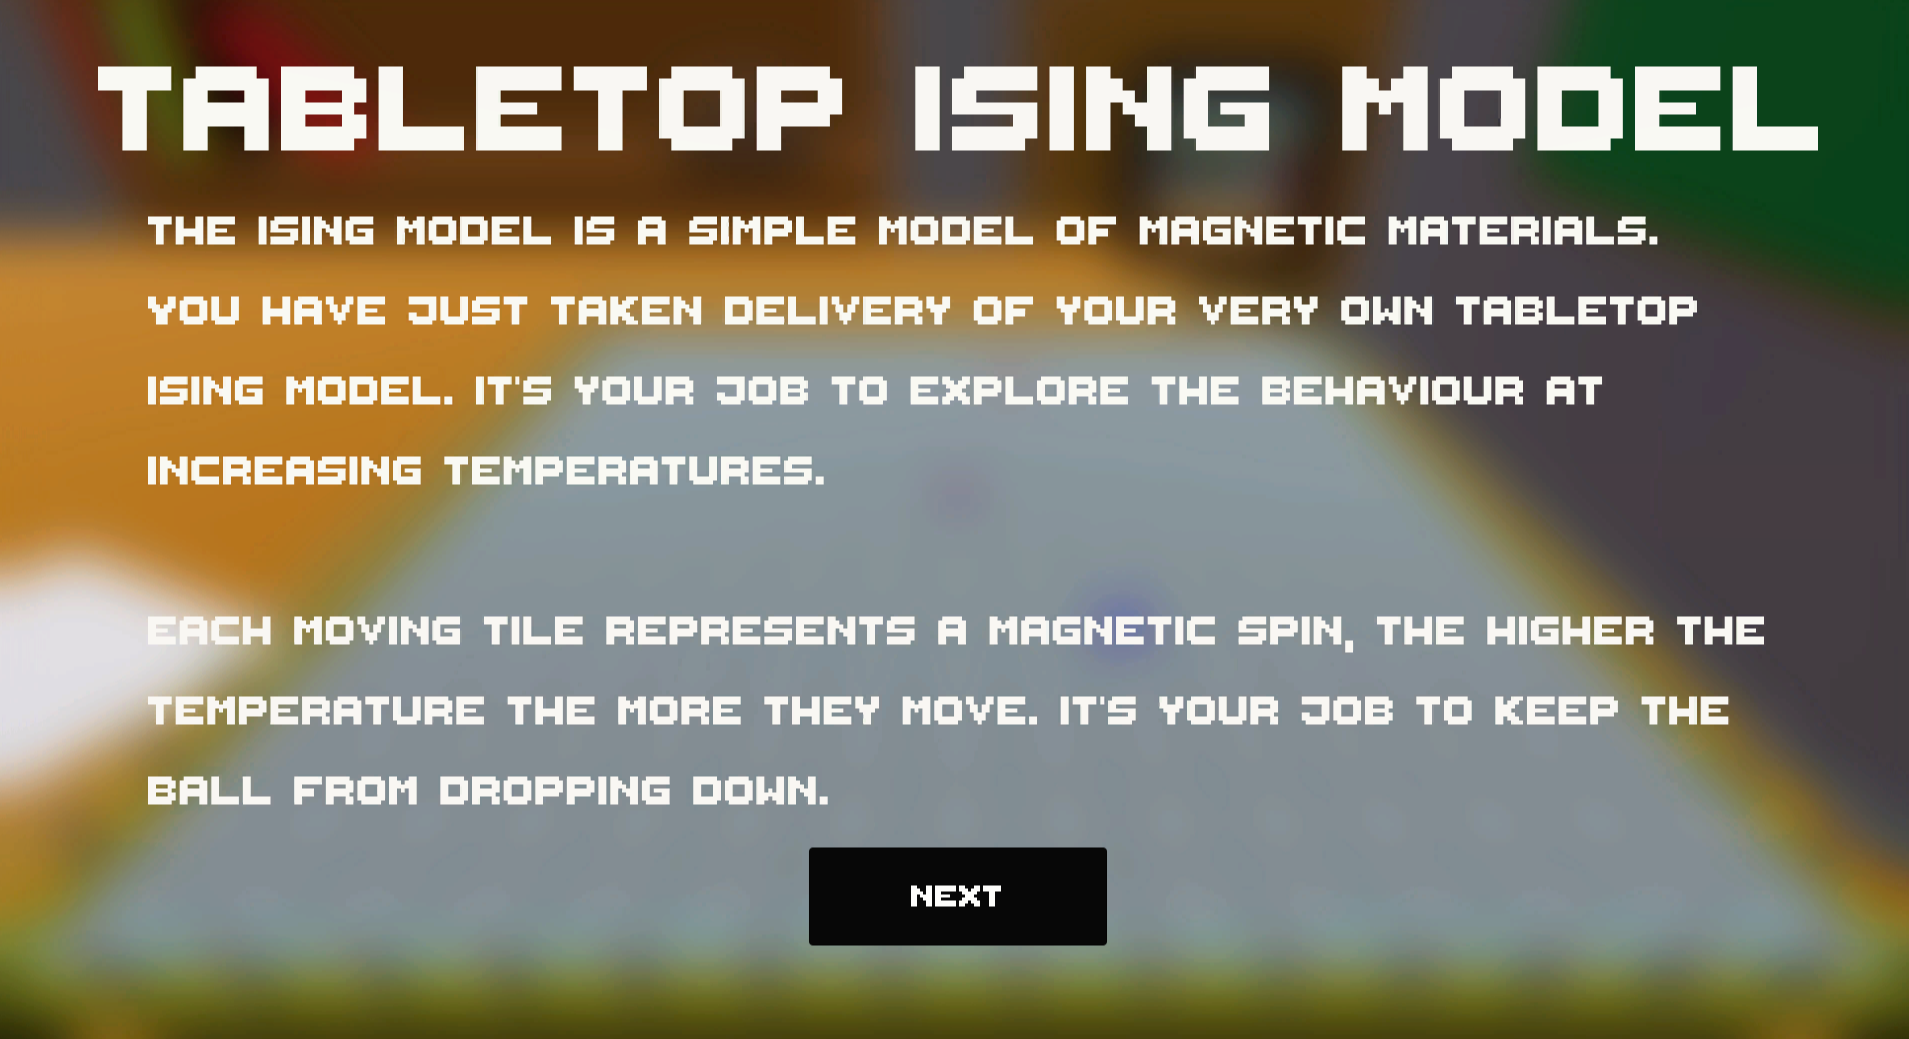 TABLETOP ISING MODEL
THE ISING MODEL IS A SIMPLE MODEL OF MAGNETIC MATERIALS.
YOU HAVE JUST TAKEN DELIVERY OF YOUR VERY OWN TABLETOP
ISING MODEL. IT'S YOUR JOB TO EXPLORE THE BEHAVIOUR AT
INCREASING TEMPERATURES.
EACH MOVING TILE REPRESENTS A MAGNETIC SPIN, THE HIGHER THE
TEMPERATURE THE MORE THEY MOVE. IT'S YOUR JOB TO KEEP THE
BALL FROM DROPPING DOWN.
NEXT